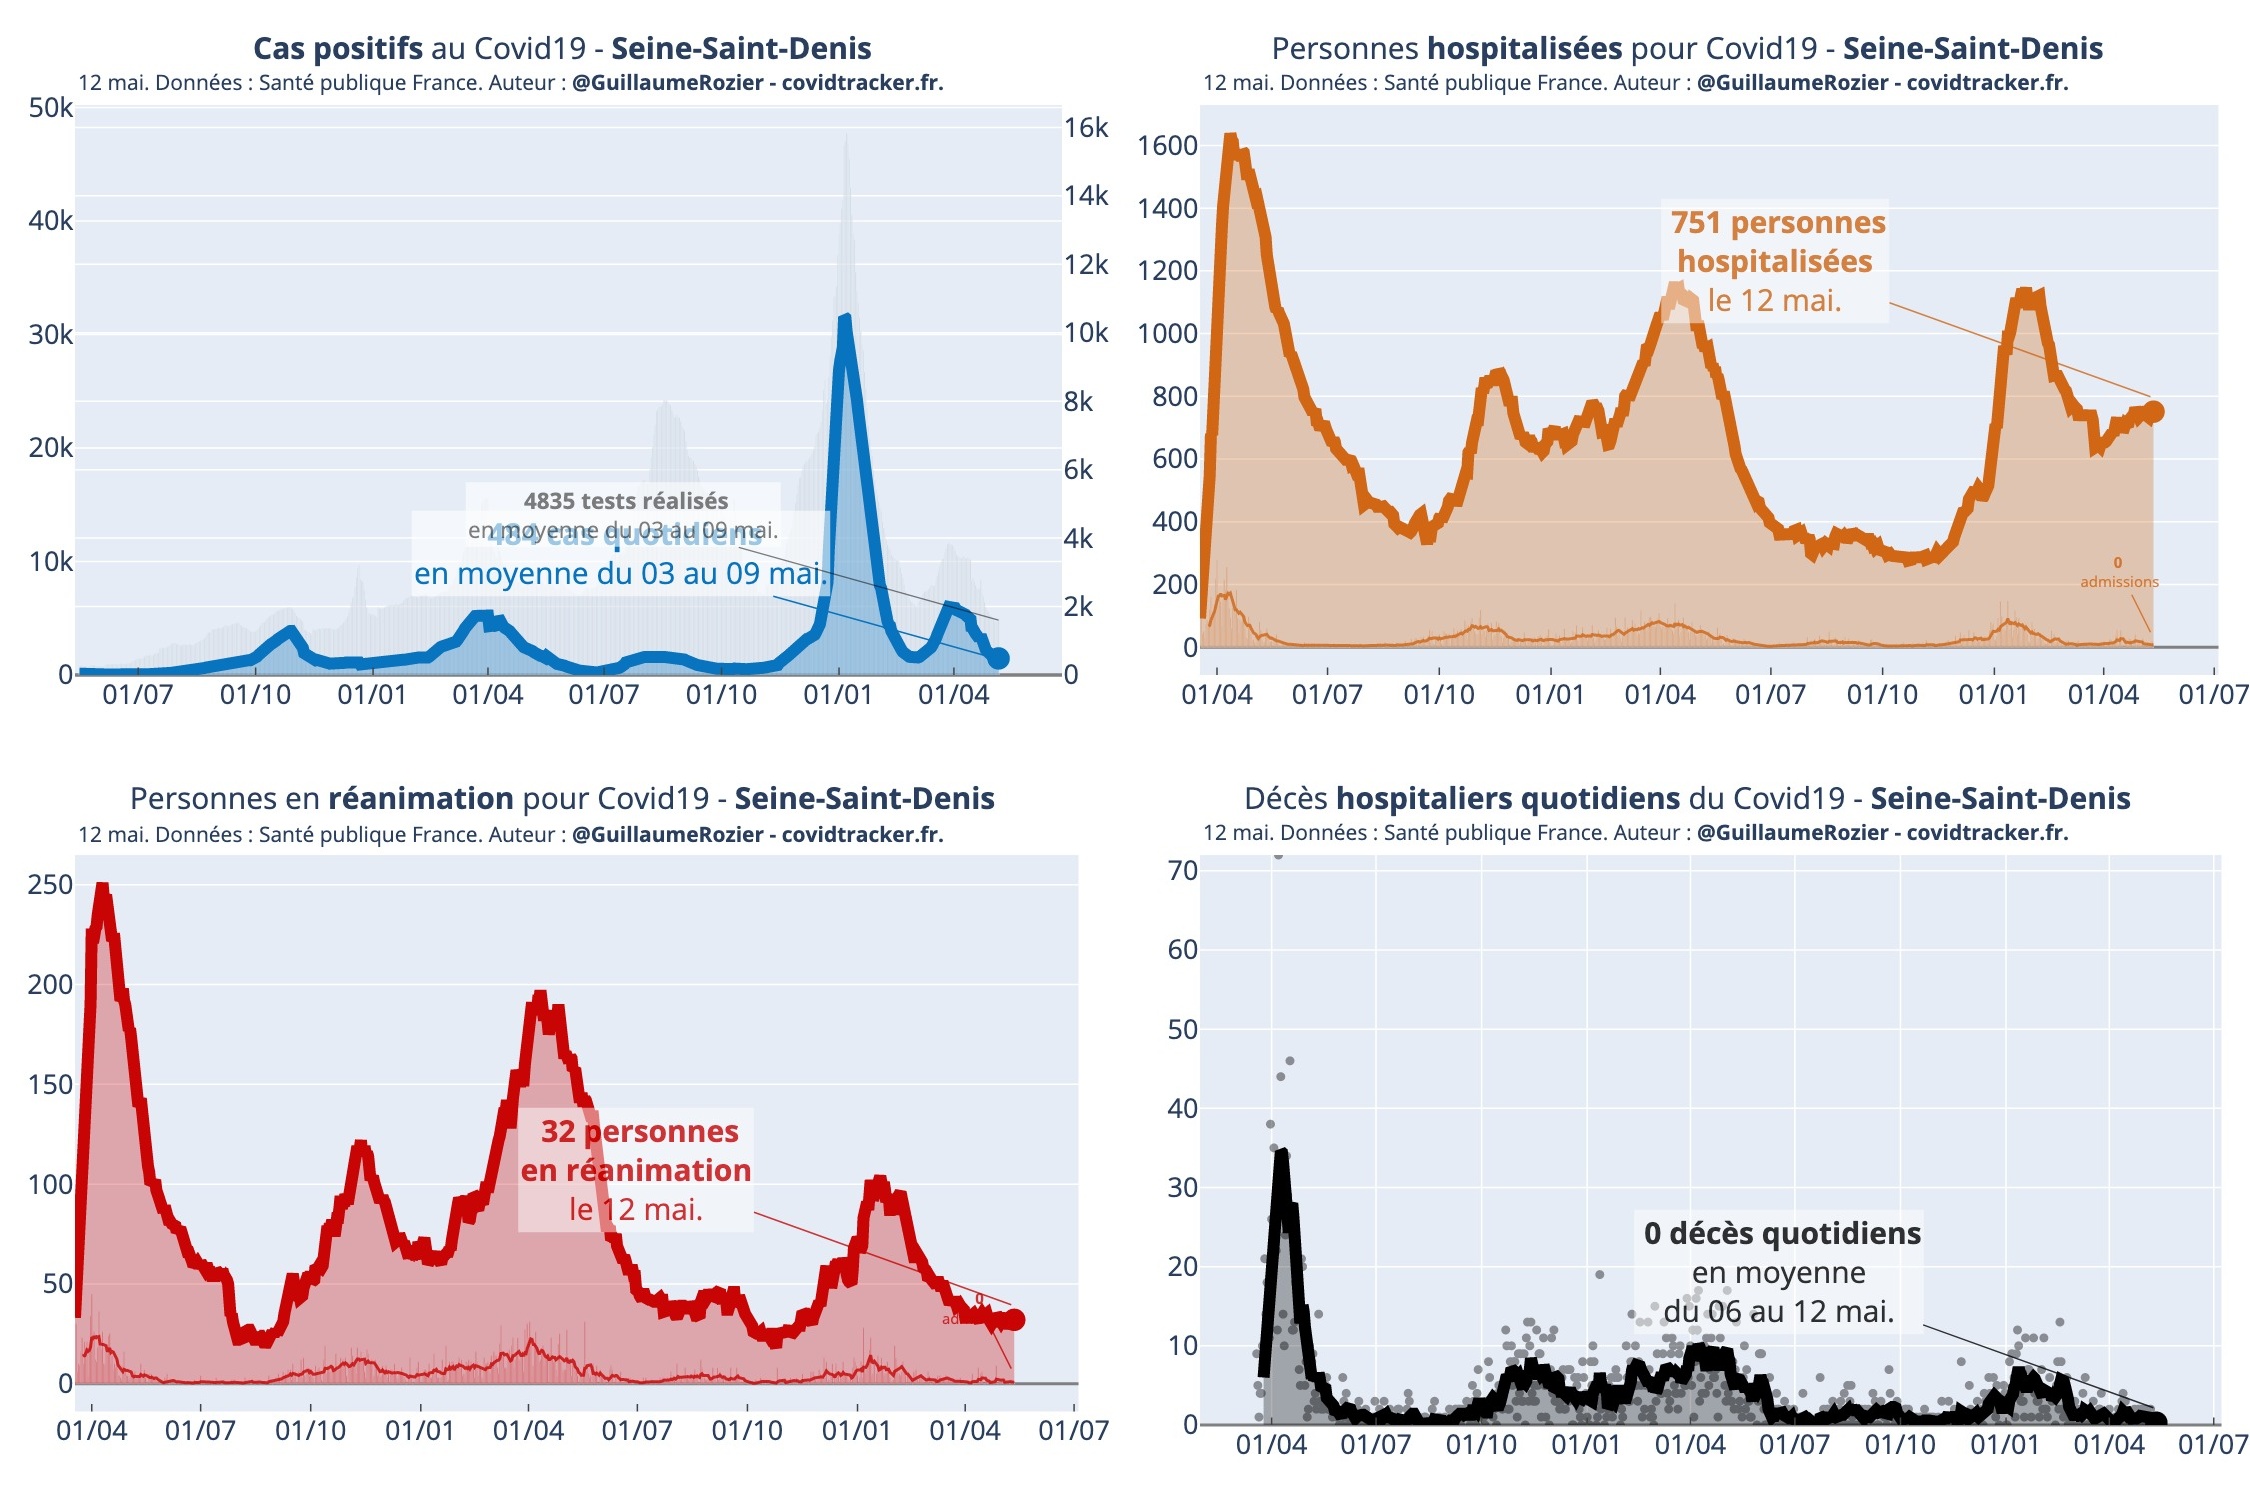 Cas positifs au Covid19 - Seine-Saint-Denis
12 mai. Données : Santé publique France. Auteur : @GuillaumeRozier - covidtracker.fr.
50k
40k
30k
20k
10k
0
16k
14k
12k
10k
8k
6k
4k
2k
0
4835 tests réalisés
en moyenne du 03 au 09 mai.
484 cas quotidiens
en moyenne du 03 au 09 mai.
01/07 01/10 01/01 01/04 01/07 01/10 01/01 01/04
Personnes hospitalisées pour Covid19 - Seine-Saint-Denis
12 mai. Données : Santé publique France. Auteur : @GuillaumeRozier - covidtracker.fr.
1600
1400
1200
1000
800
600
400
200
0
751 personnes
hospitalisées
le 12 mai.
0
admissions
01/04 01/07 01/10 01/01 01/04 01/07 01/10 01/01 01/04 01/07
Personnes en réanimation pour Covid19 - Seine-Saint-Denis
12 mai. Données : Santé publique France. Auteur : @GuillaumeRozier - covidtracker.fr.
250
200
150
100
50
0
32 personnes
en réanimation
le 12 mai.
0
01/04 01/07 01/10 01/01 01/04 01/07 01/10 01/01 01/04 01/07
Décès hospitaliers quotidiens du Covid19 - Seine-Saint-Denis
12 mai. Données : Santé publique France. Auteur : @GuillaumeRozier - covidtracker.fr.
70
60
50
40
30
20
10
0
0 décès quotidiens
en moyenne
du 06 au 12 mai.
01/04 01/07 01/10 01/01 01/04 01/07 01/10 01/01 01/04 01/07